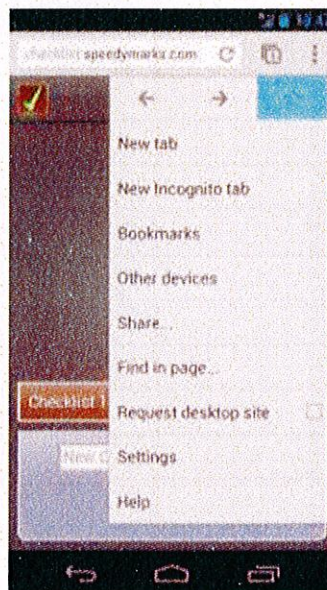 checklist.speedymarks.com
New tab
New Incognito tab
Bookmarks
Other devices
Share...
Find in page...
Checklist 1
Request desktop site
Settings
Help